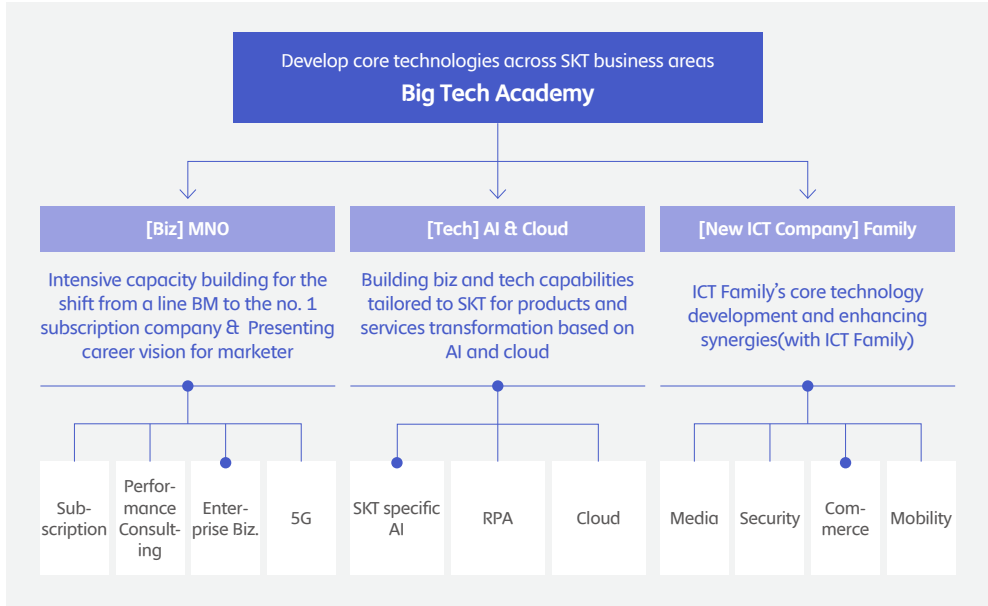 Develop core technologies across SKT business areas
Big Tech Academy
[Biz] MNO
Intensive capacity building for the
shift from a line BM to the no. 1
subscription company & Presenting
career vision for marketer
[Tech] AI & Cloud
Building biz and tech capabilities
tailored to SKT for products and
services transformation based on
AI and cloud
[New ICT Company] Family
ICT Family's core technology
development and enhancing
synergies(with ICT Family)
Sub-
scription
Perfor-
mance
Consult-
ing
Enter-
prise Biz.
5G
SKT specific
AI
RPA
Cloud
Media
Security
Com-
merce
Mobility